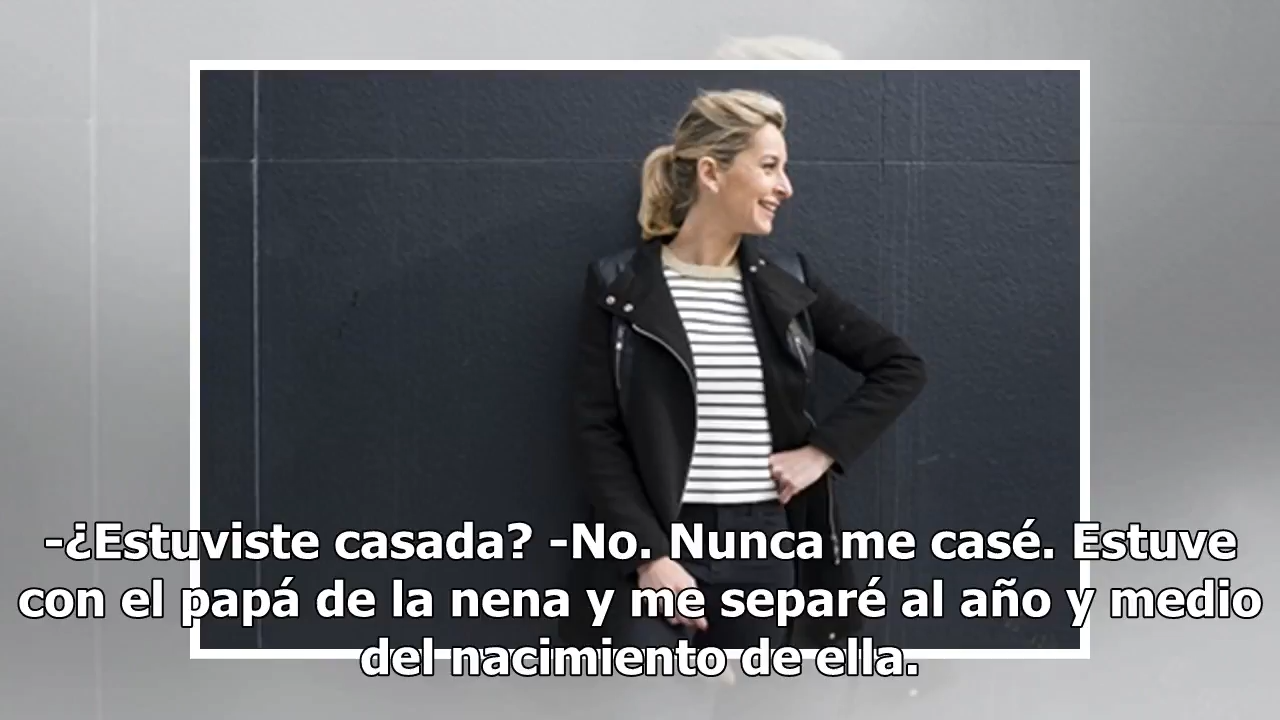 -¿Estuviste casada? -No. Nunca me casé. Estuve
con el papá de la nena y me separé al año y medio
del nacimiento de ella.